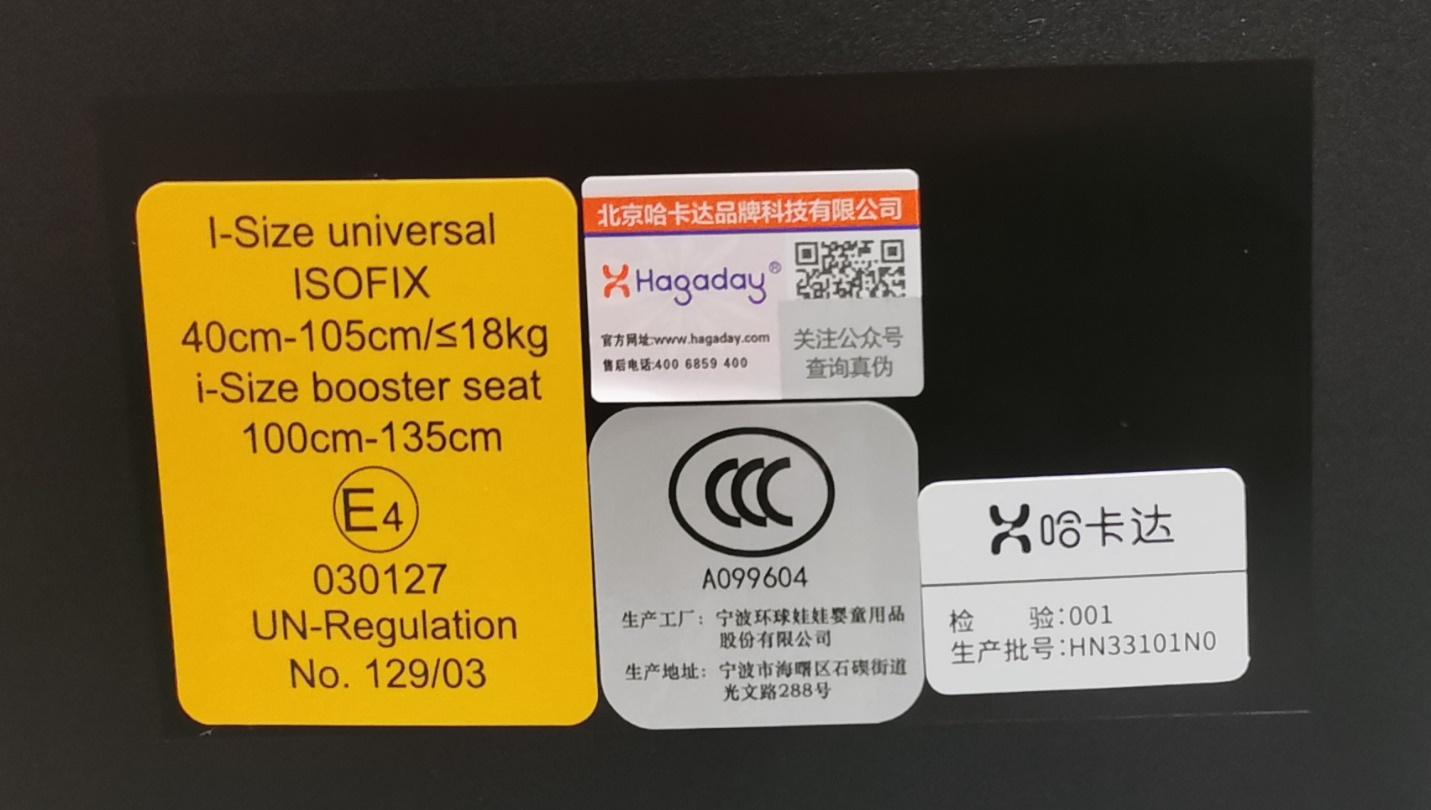 I-Size universal
ISOFIX
40cm-105cm/≤18kg
i-Size booster seat
100cm-135cm
E4
030127
UN-Regulation
No. 129/03
北京哈卡达品牌科技有限公司
Hagaday®
官方网址:www.hagaday.com
售后电话:400 6859 400
关注公众号
查询真伪
CCC
A099604
生产工厂：宁波环球娃娃婴童用品
股份有限公司
生产地址：宁波市海曙区石碶街道
光文路288号
哈卡达
检 验:001
生产批号:HN33101N0